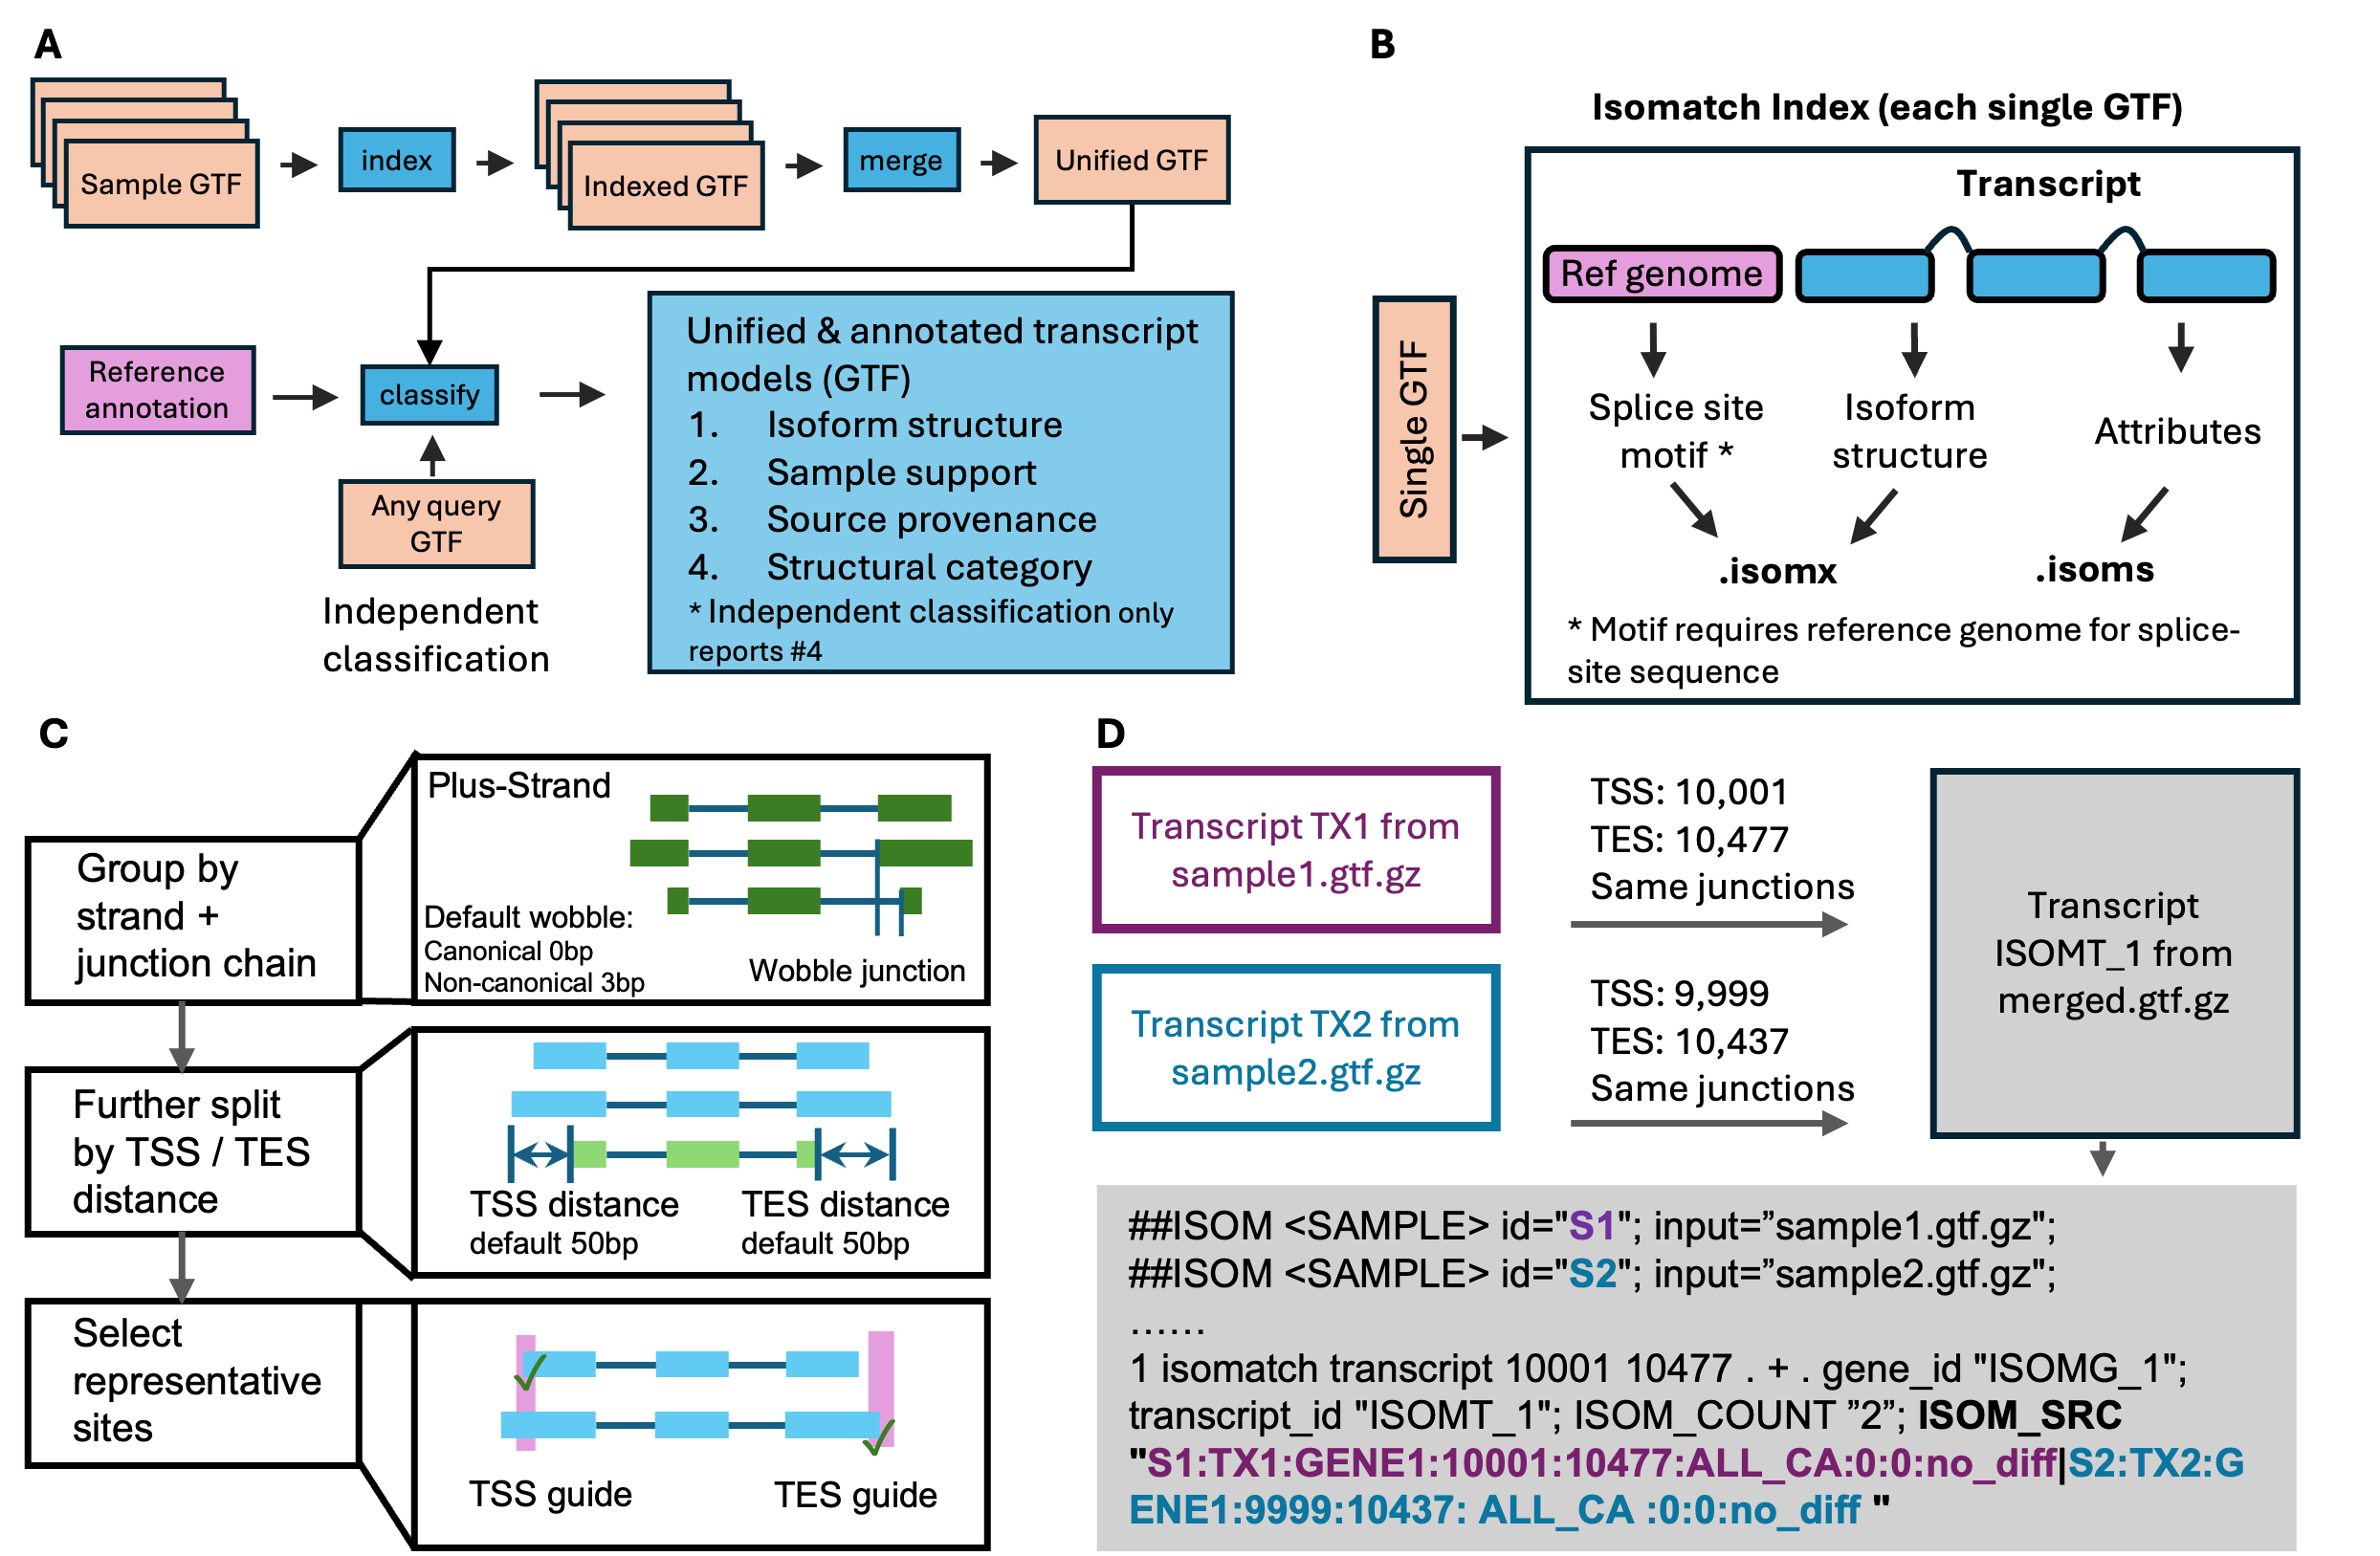 A
Sample GTF
index
Indexed GTF
merge
Unified GTF
Reference
annotation
classify
Any query
GTF
Independent
classification
Unified & annotated transcript
models (GTF)
1. Isoform structure
2. Sample support
3. Source provenance
4. Structural category
* Independent classification only
reports #4
B
Isomatch Index (each single GTF)
Single GTF
Transcript
Ref genome
Splice site
motif *
Isoform
structure
Attributes
.isomx
.isoms
* Motif requires reference genome for splice-
site sequence
C
Group by
strand +
junction chain
Plus-Strand
Default wobble:
Canonical 0bp
Non-canonical 3bp
Wobble junction
Further split
by TSS / TES
distance
TSS distance
default 50bp
TES distance
default 50bp
Select
representative
sites
TSS guide
TES guide
D
Transcript TX1 from
sample1.gtf.gz
TSS: 10,001
TES: 10,477
Same junctions
Transcript TX2 from
sample2.gtf.gz
TSS: 9,999
TES: 10,437
Same junctions
Transcript
ISOMT_1 from
merged.gtf.gz
##ISOM <SAMPLE> id="S1"; input=”sample1.gtf.gz";
##ISOM <SAMPLE> id="S2"; input=”sample2.gtf.gz";
......
1 isomatch transcript 10001 10477 . + . gene_id "ISOMG_1";
transcript_id "ISOMT_1"; ISOM_COUNT ”2”; ISOM_SRC
"S1:TX1:GENE1:10001:10477:ALL_CA:0:0:no_diff|S2:TX2:G
ENE1:9999:10437: ALL_CA :0:0:no_diff "